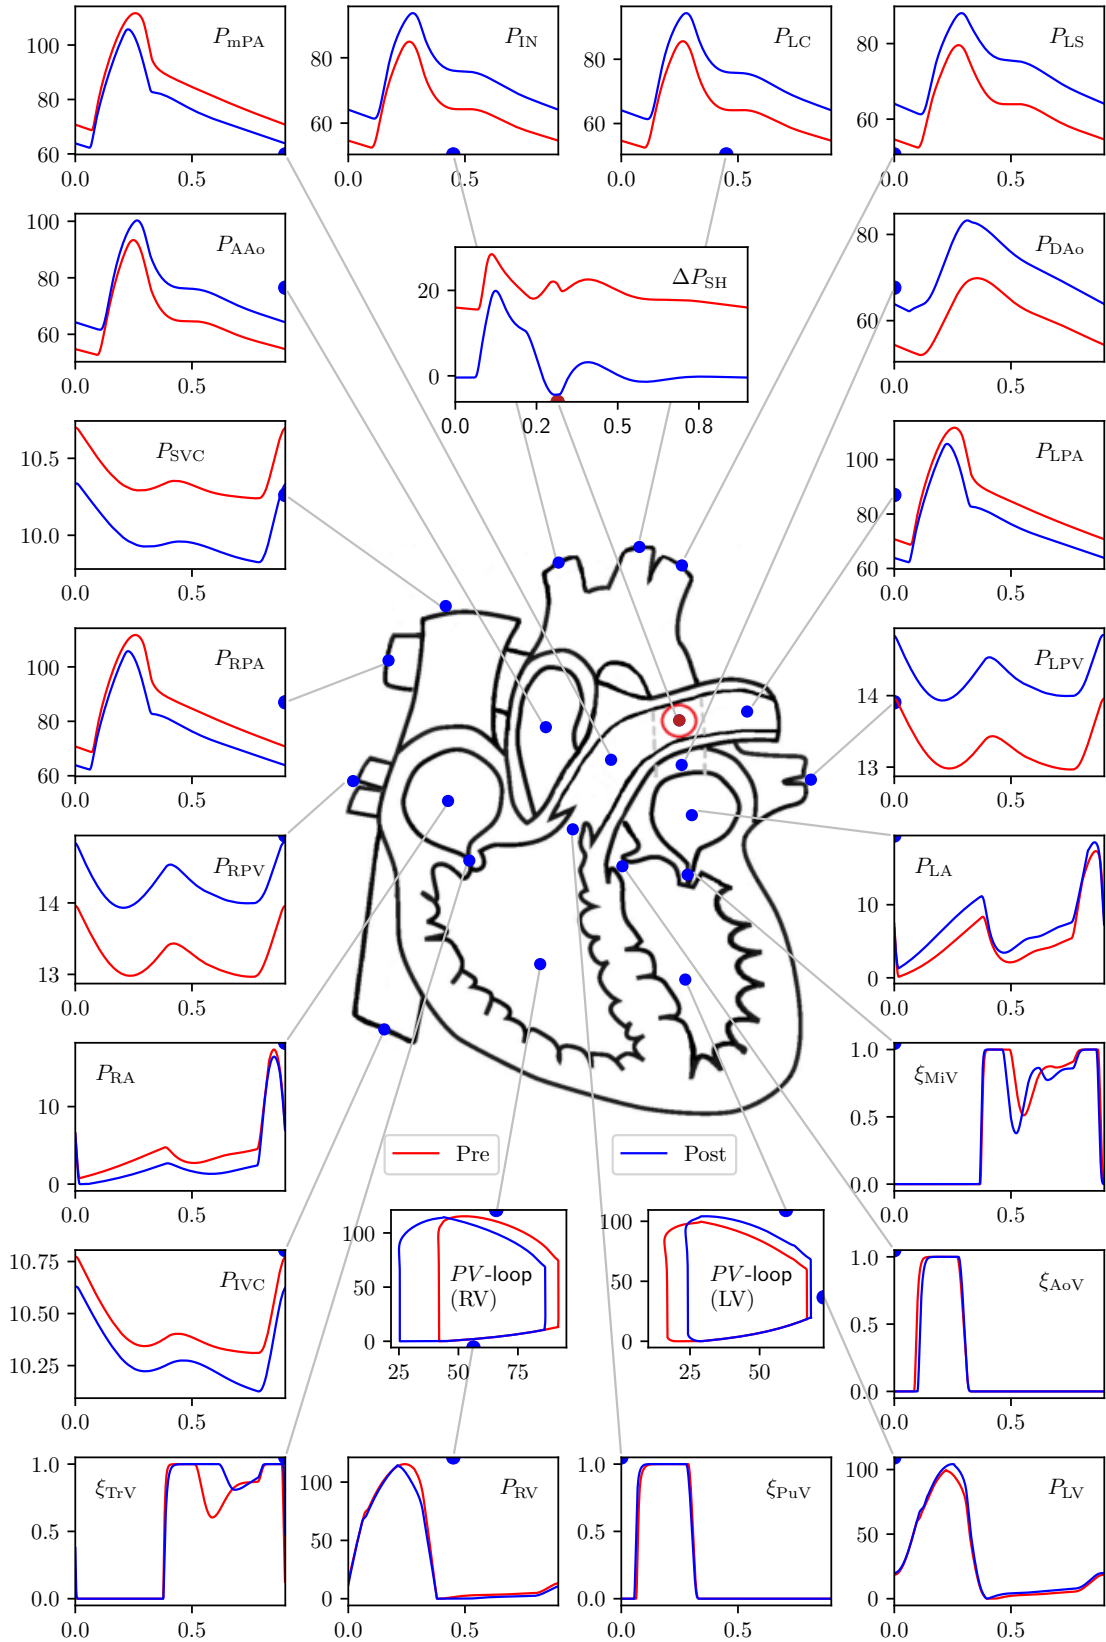 P_mPA
100
80
60
0.0 0.5
P_IN
80
60
0.0 0.5
P_LC
80
60
0.0 0.5
P_LS
80
60
0.0 0.5
P_AAo
100
80
60
0.0 0.5
ΔP_SH
20
0
0.0 0.2 0.5 0.8
P_DAo
80
60
0.0 0.5
P_SVC
10.5
10.0
0.0 0.5
P_LPA
100
80
60
0.0 0.5
P_RPA
100
80
60
0.0 0.5
P_LPV
14
13
0.0 0.5
P_RPV
14
13
0.0 0.5
P_LA
10
0
0.0 0.5
P_RA
10
0
0.0 0.5
ξ_MiV
1.0
0.5
0.0
0.0 0.5
Pre
Post
P_IVC
10.75
10.50
10.25
0.0 0.5
PV-loop
(RV)
100
50
0
25 50 75
PV-loop
(LV)
100
50
0
25 50
ξ_AoV
1.0
0.5
0.0
0.0 0.5
ξ_TrV
1.0
0.5
0.0
0.0 0.5
P_RV
100
50
0
0.0 0.5
ξ_PuV
1.0
0.5
0.0
0.0 0.5
P_LV
100
50
0
0.0 0.5